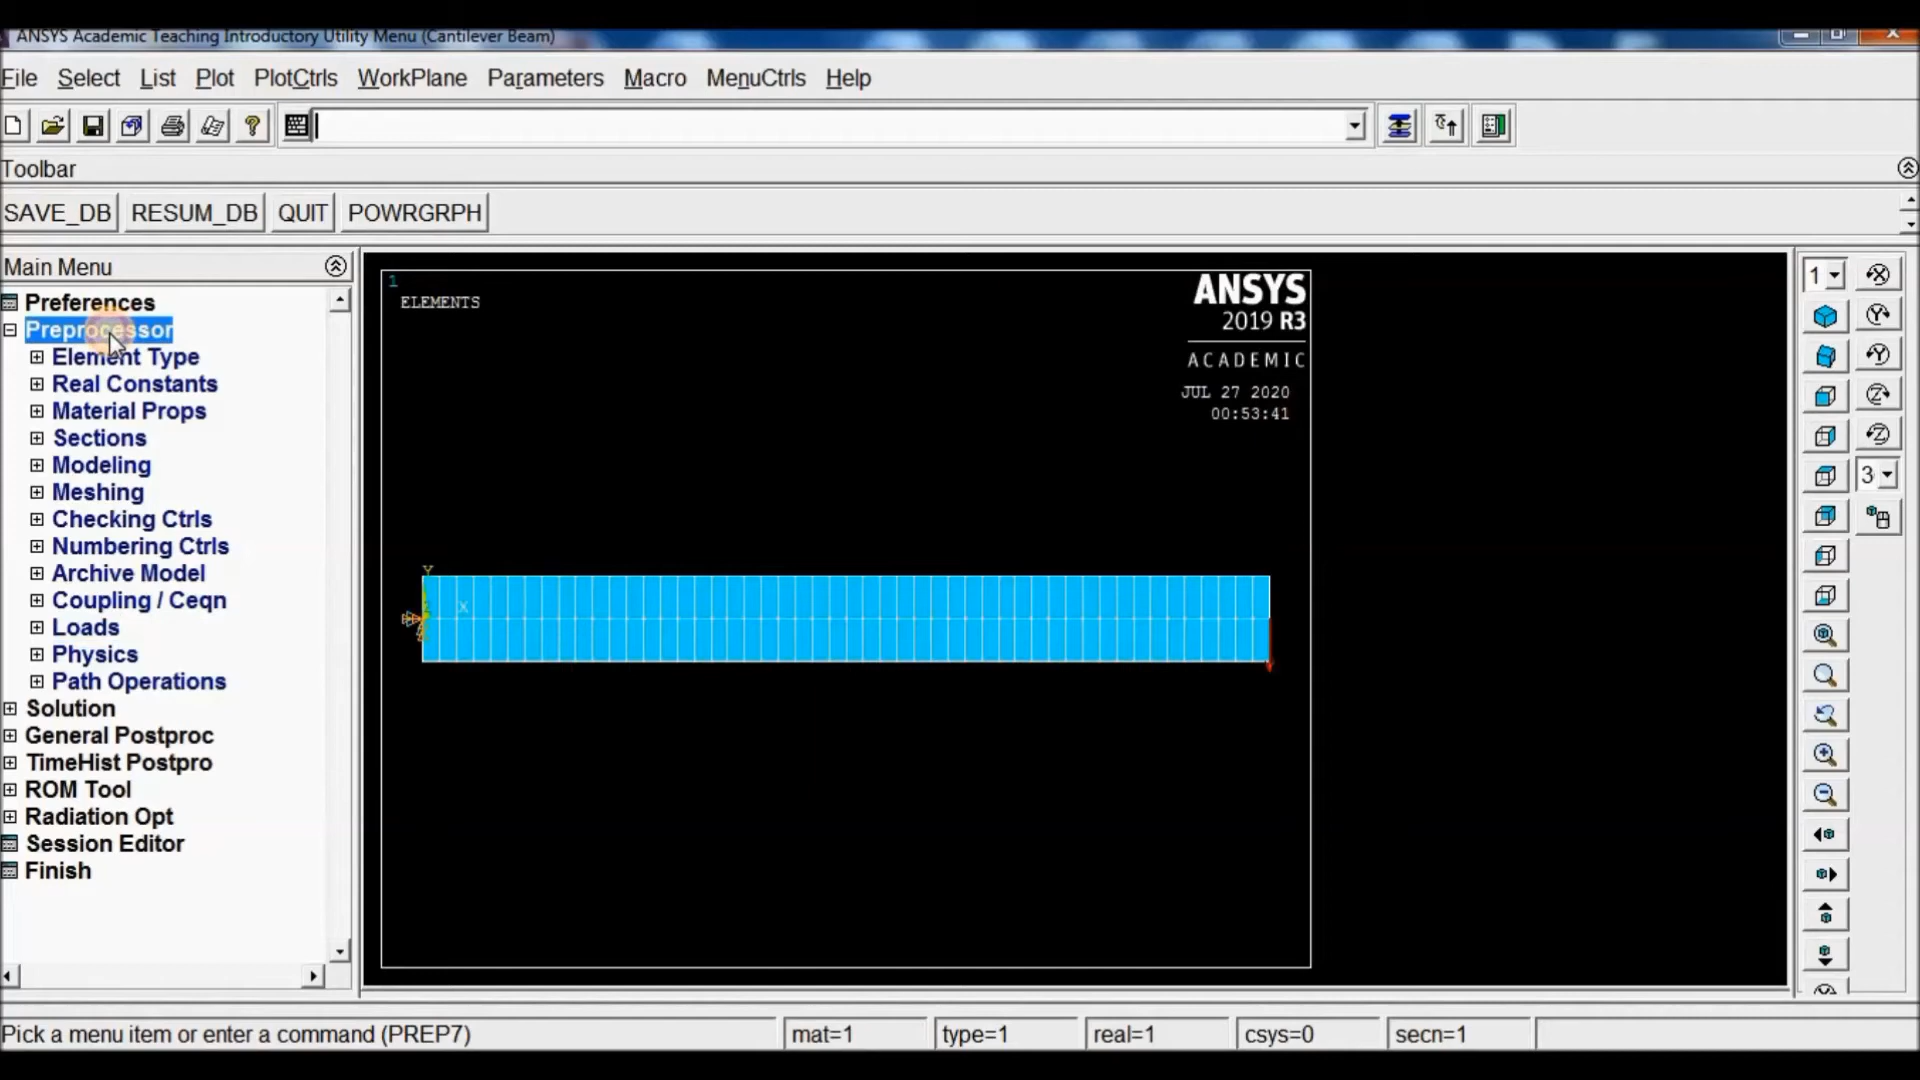 ANSYS Academic Teaching Introductory Utility Menu (Cantilever Beam)
File Select List Plot PlotCtrls WorkPlane Parameters Macro MenuCtrls Help
Toolbar
SAVE_DB RESUM_DB QUIT POWRGRPH
Main Menu
Preferences
Preprocessor
Element Type
Real Constants
Material Props
Sections
Modeling
Meshing
Checking Ctrls
Numbering Ctrls
Archive Model
Coupling / Ceqn
Loads
Physics
Path Operations
Solution
General Postproc
TimeHist Postpro
ROM Tool
Radiation Opt
Session Editor
Finish
1
ELEMENTS
ANSYS
2019 R3
ACADEMIC
JUL 27 2020
00:53:41
Y
Z X
1
3
Pick a menu item or enter a command (PREP7) mat=1 type=1 real=1 csys=0 secn=1